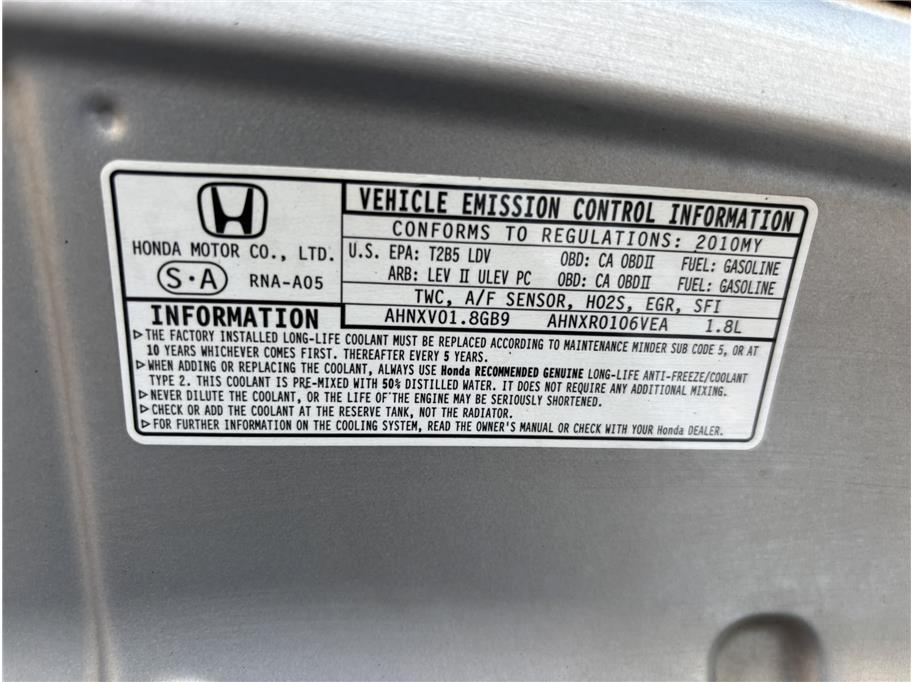 HONDA MOTOR CO., LTD.
S·A RNA-A05
VEHICLE EMISSION CONTROL INFORMATION
CONFORMS TO REGULATIONS: 2010MY
U.S. EPA: T2B5 LDV OBD: CA OBDII FUEL: GASOLINE
ARB: LEV II ULEV PC OBD: CA OBDII FUEL: GASOLINE
TWC, A/F SENSOR, HO2S, EGR, SFI
AHNXV01.8GB9 AHNXR0106VEA 1.8L
INFORMATION
▷THE FACTORY INSTALLED LONG-LIFE COOLANT MUST BE REPLACED ACCORDING TO MAINTENANCE MINDER SUB CODE 5, OR AT
10 YEARS WHICHEVER COMES FIRST. THEREAFTER EVERY 5 YEARS.
▷WHEN ADDING OR REPLACING THE COOLANT, ALWAYS USE Honda RECOMMENDED GENUINE LONG-LIFE ANTI-FREEZE/COOLANT
TYPE 2. THIS COOLANT IS PRE-MIXED WITH 50% DISTILLED WATER. IT DOES NOT REQUIRE ANY ADDITIONAL MIXING.
▷NEVER DILUTE THE COOLANT, OR THE LIFE OF THE ENGINE MAY BE SERIOUSLY SHORTENED.
▷CHECK OR ADD THE COOLANT AT THE RESERVE TANK, NOT THE RADIATOR.
▷FOR FURTHER INFORMATION ON THE COOLING SYSTEM, READ THE OWNER'S MANUAL OR CHECK WITH YOUR Honda DEALER.